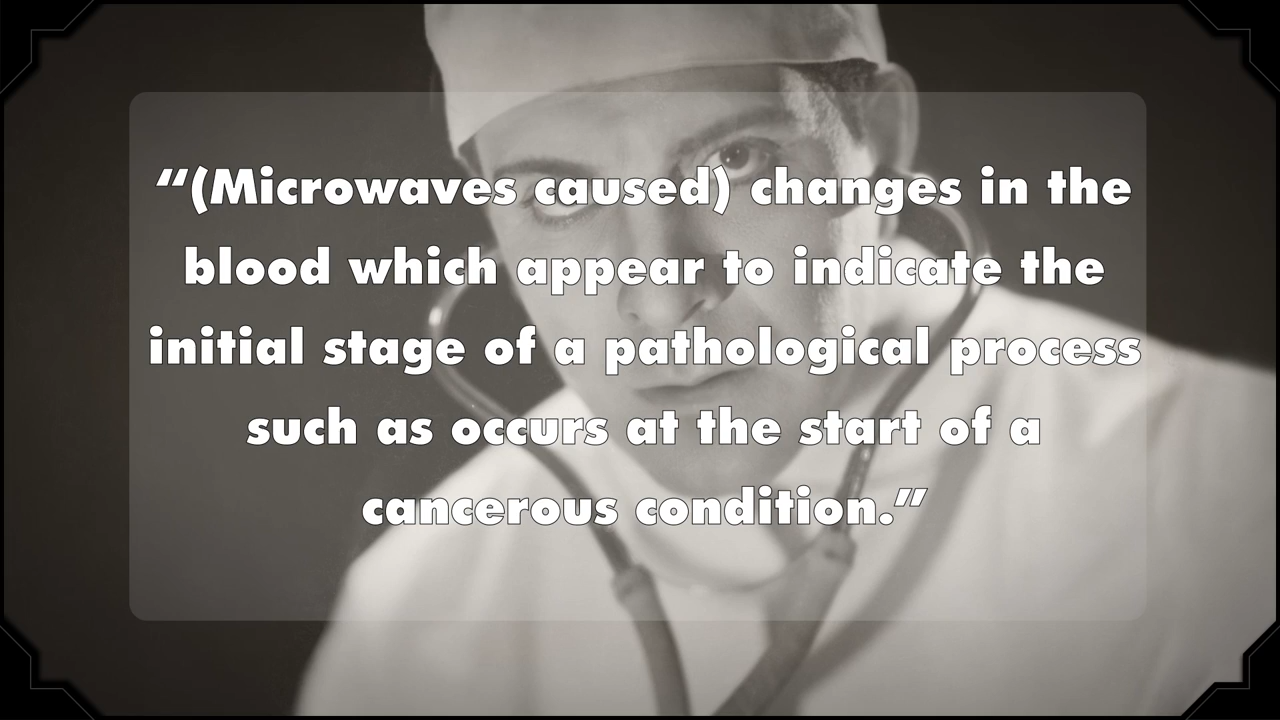 “(Microwaves caused) changes in the
blood which appear to indicate the
initial stage of a pathological process
such as occurs at the start of a
cancerous condition.”